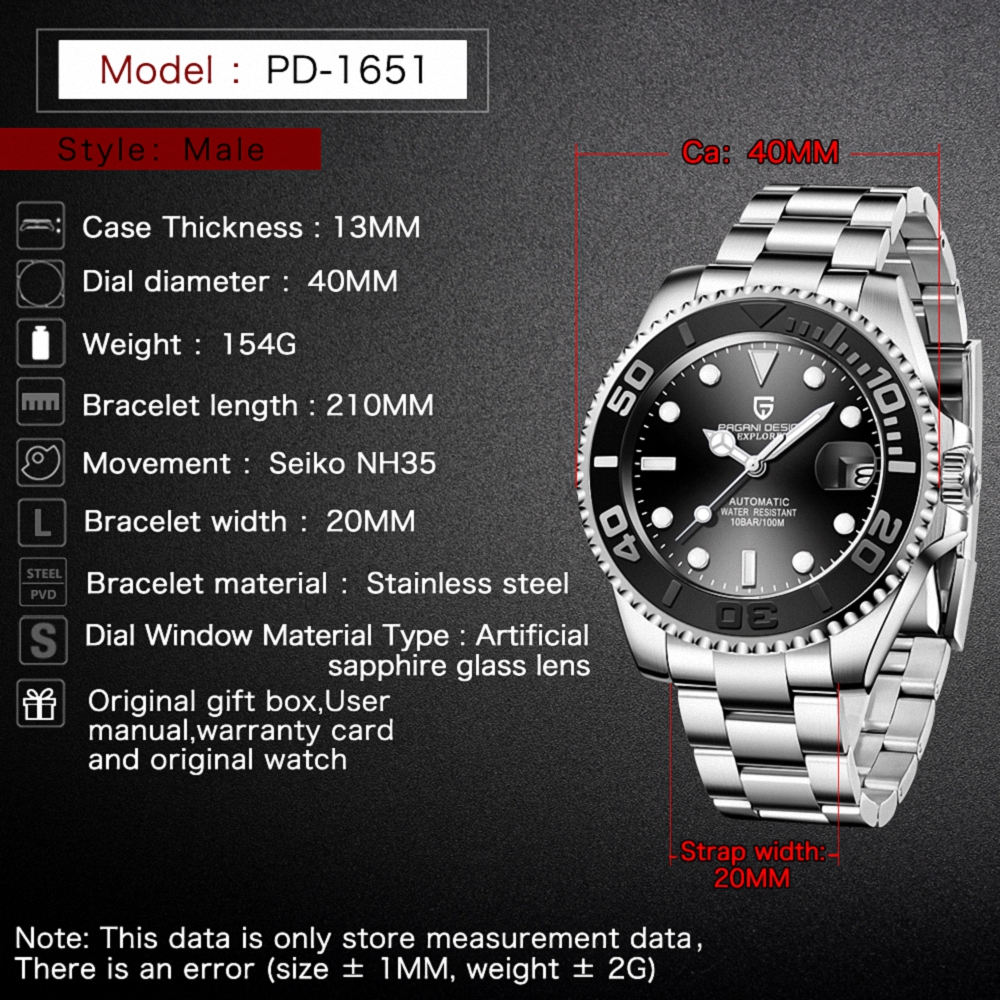 Model : PD-1651
Style: Male
Ca: 40MM
Case Thickness : 13MM
Dial diameter : 40MM
Weight : 154G
Bracelet length : 210MM
Movement : Seiko NH35
L
Bracelet width : 20MM
STEEL
PVD
Bracelet material : Stainless steel
S
Dial Window Material Type : Artificial
sapphire glass lens
Original gift box,User
manual,warranty card
and original watch
10
20
30
40
50
PAGANI DESIG
EXPLOR
AUTOMATIC
WATER RESISTANT
10BAR/100M
8
Strap width:
20MM
Note: This data is only store measurement data,
There is an error (size ± 1MM, weight ± 2G)